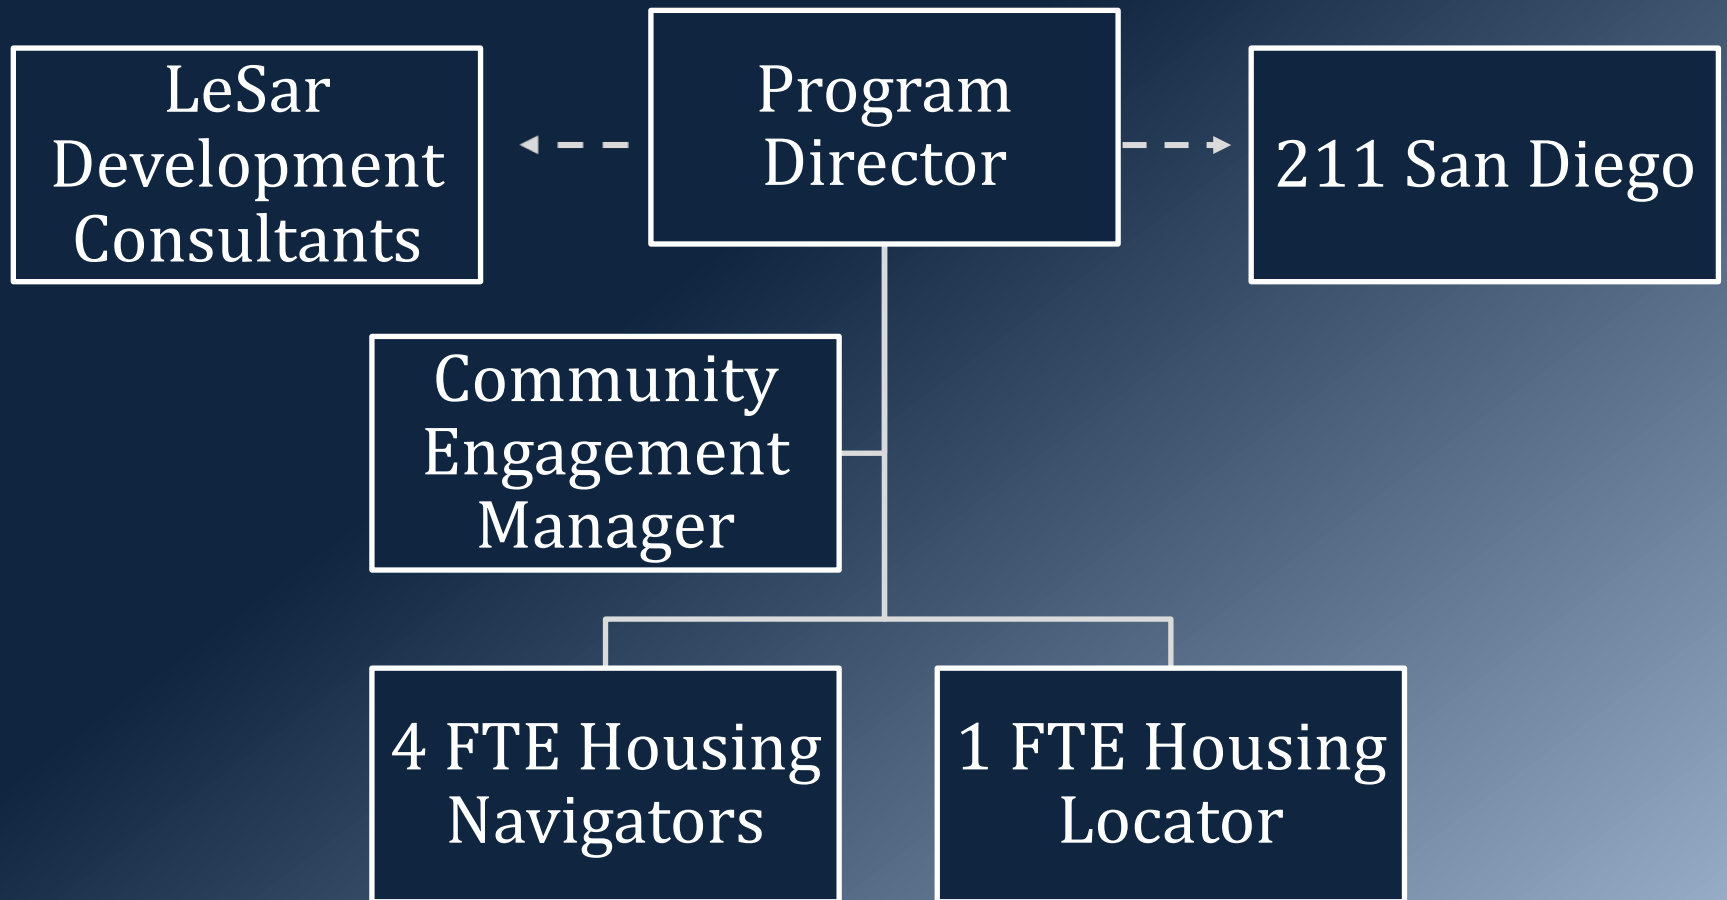 LeSar
Development
Consultants
Program
Director
211 San Diego
Community
Engagement
Manager
4 FTE Housing
Navigators
1 FTE Housing
Locator